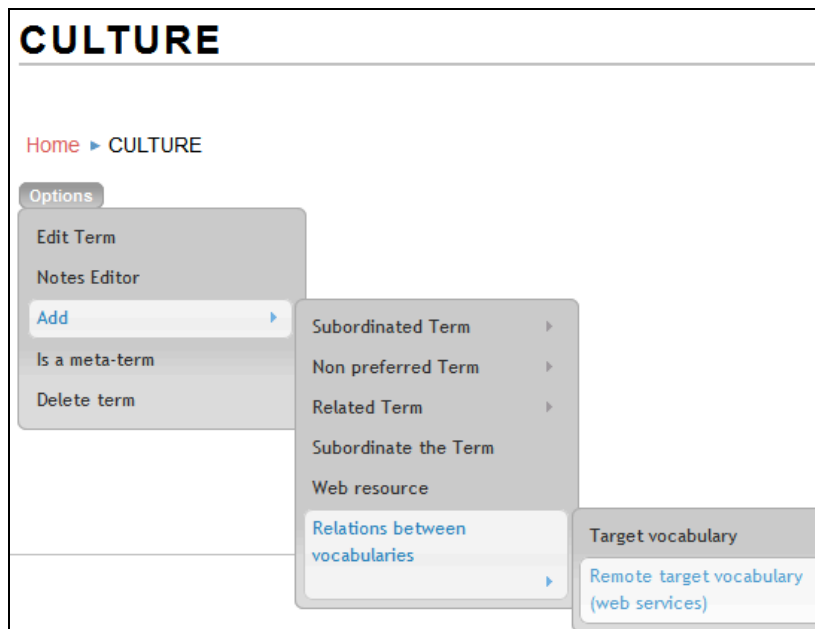 CULTURE
Home ▸ CULTURE
Options
Edit Term
Notes Editor
Add
Is a meta-term
Delete term
Subordinated Term
Non preferred Term
Related Term
Subordinate the Term
Web resource
Relations between
vocabularies
Target vocabulary
Remote target vocabulary
(web services)